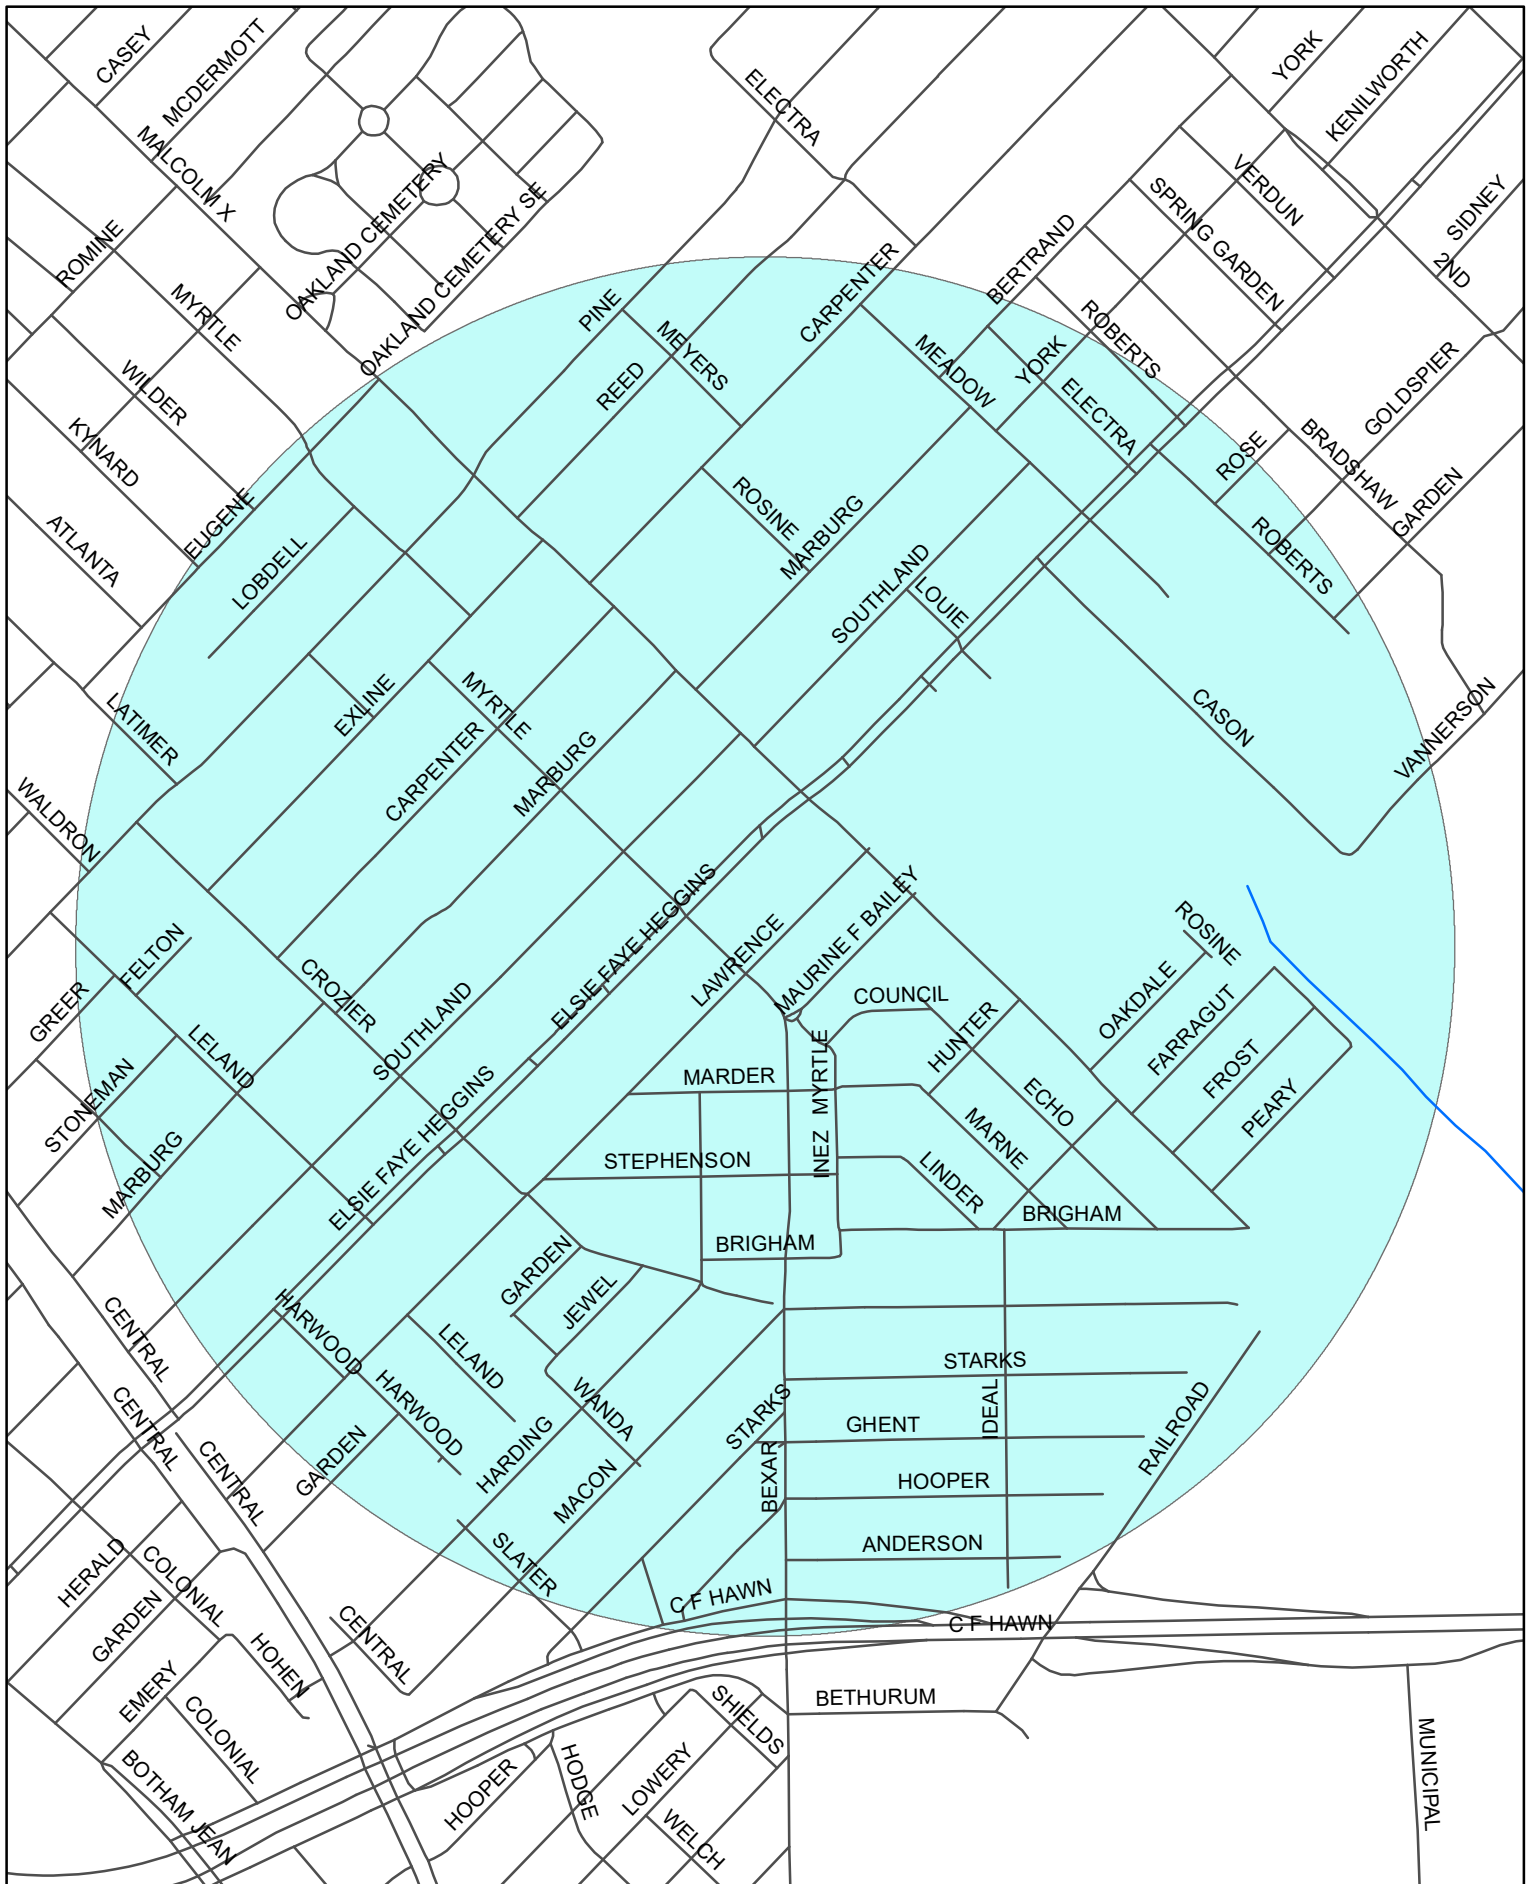 CASEY
MCDERMOTT
YORK
KENILWORTH
ELECTRA
MALCOLM X
OAKLAND CEMETERY
OAKLAND CEMETERY SE
VERDUN
SPRING GARDEN
SIDNEY
2ND
ROMINE
BERTRAND
CARPENTER
PINE
MYRTLE
MEYERS
ROBERTS
MEADOW
YORK
REED
WILDER
ELECTRA
GOLDSPIER
KYNARD
ROSE
BRADSHAW
GARDEN
ATLANTA
EUGENE
LOBDELL
ROSINE
MARBURG
ROBERTS
SOUTHLAND
LOUIE
LATIMER
EXLINE
MYRTLE
CARPENTER
MARBURG
CASON
VANNERSON
WALDRON
ELSIE FAYE HEGGINS
LAWRENCE
MAURINE F BAILEY
ROSINE
FELTON
GREER
CROZIER
SOUTHLAND
COUNCIL
HUNTER
OAKDALE
FARRAGUT
FROST
PEARY
STONEMAN
LELAND
MARDER
MYRTLE
INEZ
ECHO
MARNE
ELSIE FAYE HEGGINS
MARBURG
STEPHENSON
LINDER
BRIGHAM
BRIGHAM
GARDEN
JEWEL
HARWOOD
CENTRAL
LELAND
HARWOOD
WANDA
STARKS
STARKS
IDEAL
GHENT
RAILROAD
CENTRAL
CENTRAL
GARDEN
HARDING
MACON
BEXAR
HOOPER
ANDERSON
SLATER
HERALD
COLONIAL
GARDEN
C F HAWN
C F HAWN
CENTRAL
HOHEN
EMERY
COLONIAL
BETHURUM
SHIELDS
BOTHAM JEAN
HOOPER
HODGE
LOWERY
WELCH
MUNICIPAL